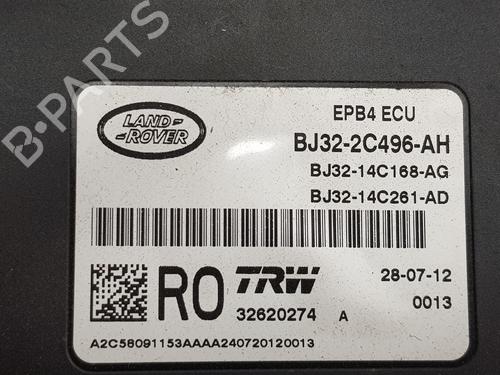 B-PARTS
LAND
ROVER
EPB4 ECU
BJ32-2C496-AH
BJ32-14C168-AG
BJ32-14C261-AD
RO
TRW
28-07-12
32620274 A
0013
A2C58091153AAAA240720120013